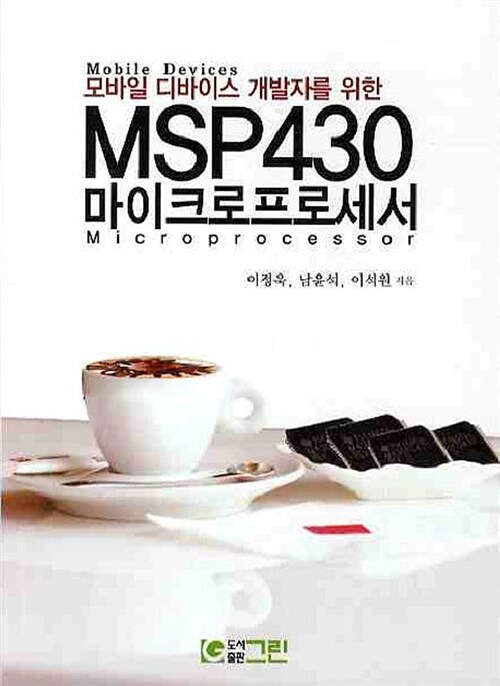 Mobile Devices
모바일 디바이스 개발자를 위한
MSP430
마이크로프로세서
Microprocessor
이정욱, 남윤석, 이석원 지음
도서
출판 그린